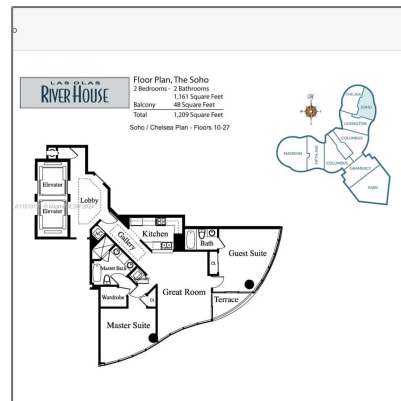 LAS OLAS
RIVER HOUSE
Floor Plan, The Soho
2 Bedrooms - 2 Bathrooms
1,161 Square Feet
Balcony 48 Square Feet
Total 1,209 Square Feet
Soho / Chelsea Plan - Floors 10-27
CHELSEA
SOHO
LEXINGTON
COLUMBUS
MADISON
FIFTH AVE
COLUMBUS
GRAMERCY
PARK
Elevator
Lobby
Elevator
Gallery
Kitchen
Bath
Guest Suite
Master Bath
Great Room
Terrace
Wardrobe
Master Suite